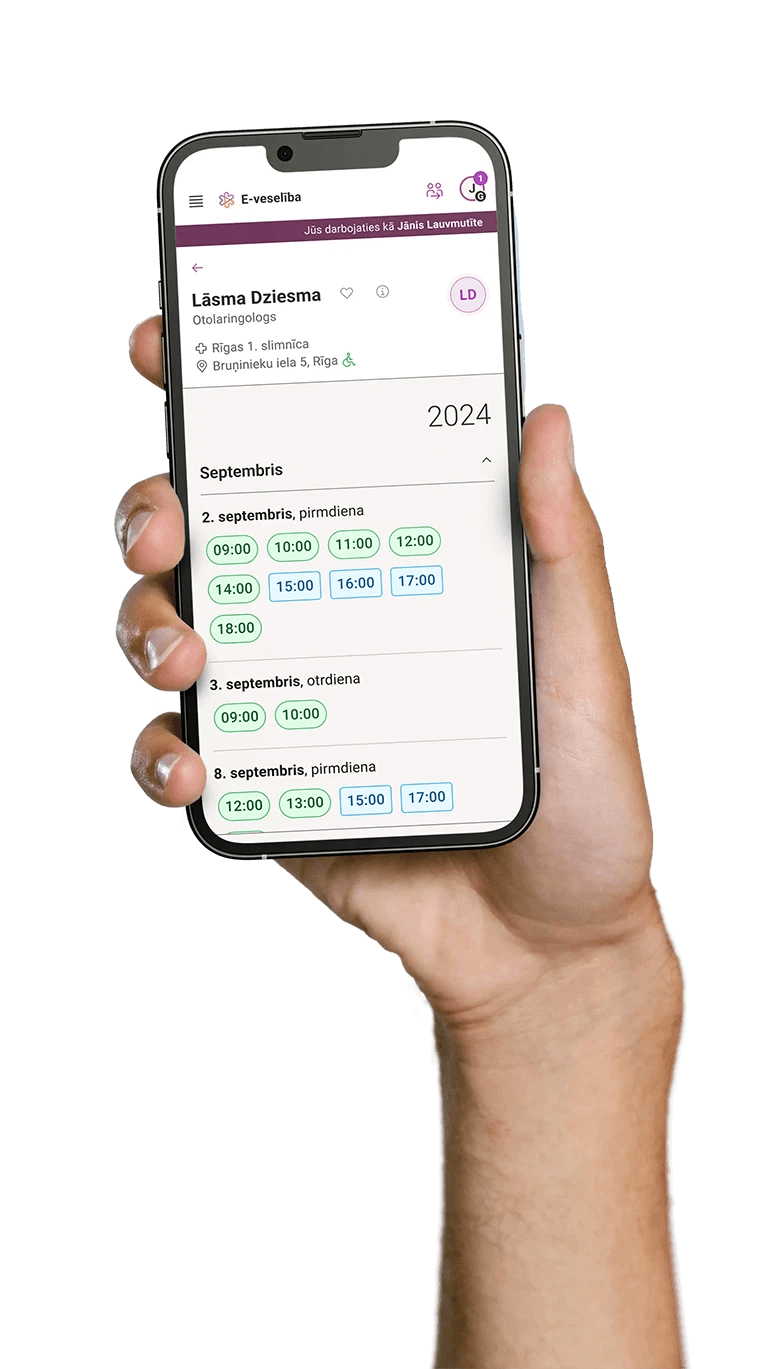 E-veselība
1
J
G
Jūs darbojaties kā Jānis Lauvmutīte
Lāsma Dziesma
LD
Otolaringologs
Rīgas 1. slimnīca
Bruņinieku iela 5, Rīga
2024
Septembris
2. septembris, pirmdiena
09:00 10:00 11:00 12:00
14:00 15:00 16:00 17:00
18:00
3. septembris, otrdiena
09:00 10:00
8. septembris, pirmdiena
12:00 13:00 15:00 17:00